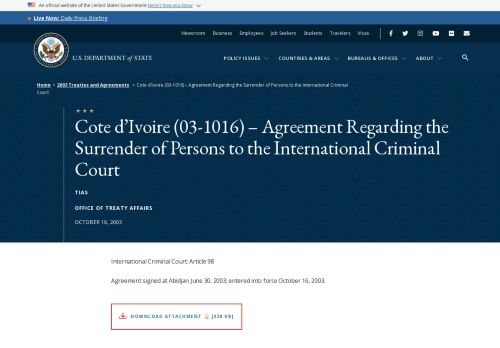 An official website of the United States Government Here's how you know
Live Now: Daily Press Briefing
Newsroom Business Employees Job Seekers Students Travelers Visas
U.S. DEPARTMENT of STATE
POLICY ISSUES COUNTRIES & AREAS BUREAUS & OFFICES ABOUT
Home > 2003 Treaties and Agreements > Cote d'Ivoire (03-1016) – Agreement Regarding the Surrender of Persons to the International Criminal
Court
Cote d'Ivoire (03-1016) – Agreement Regarding the
Surrender of Persons to the International Criminal
Court
TIAS
OFFICE OF TREATY AFFAIRS
OCTOBER 16, 2003
International Criminal Court: Article 98
Agreement signed at Abidjan June 30, 2003; entered into force October 16, 2003.
DOWNLOAD ATTACHMENT [328 KB]